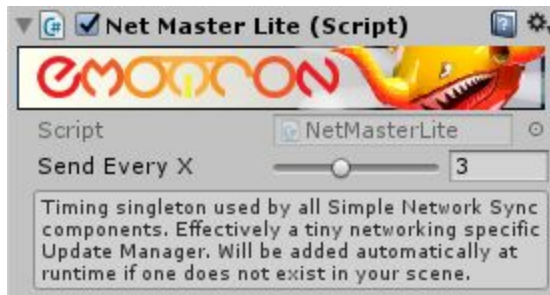 Net Master Lite (Script)
emotitron
Script
NetMasterLite
Send Every X
3
Timing singleton used by all Simple Network Sync
components. Effectively a tiny networking specific
Update Manager. Will be added automatically at
runtime if one does not exist in your scene.